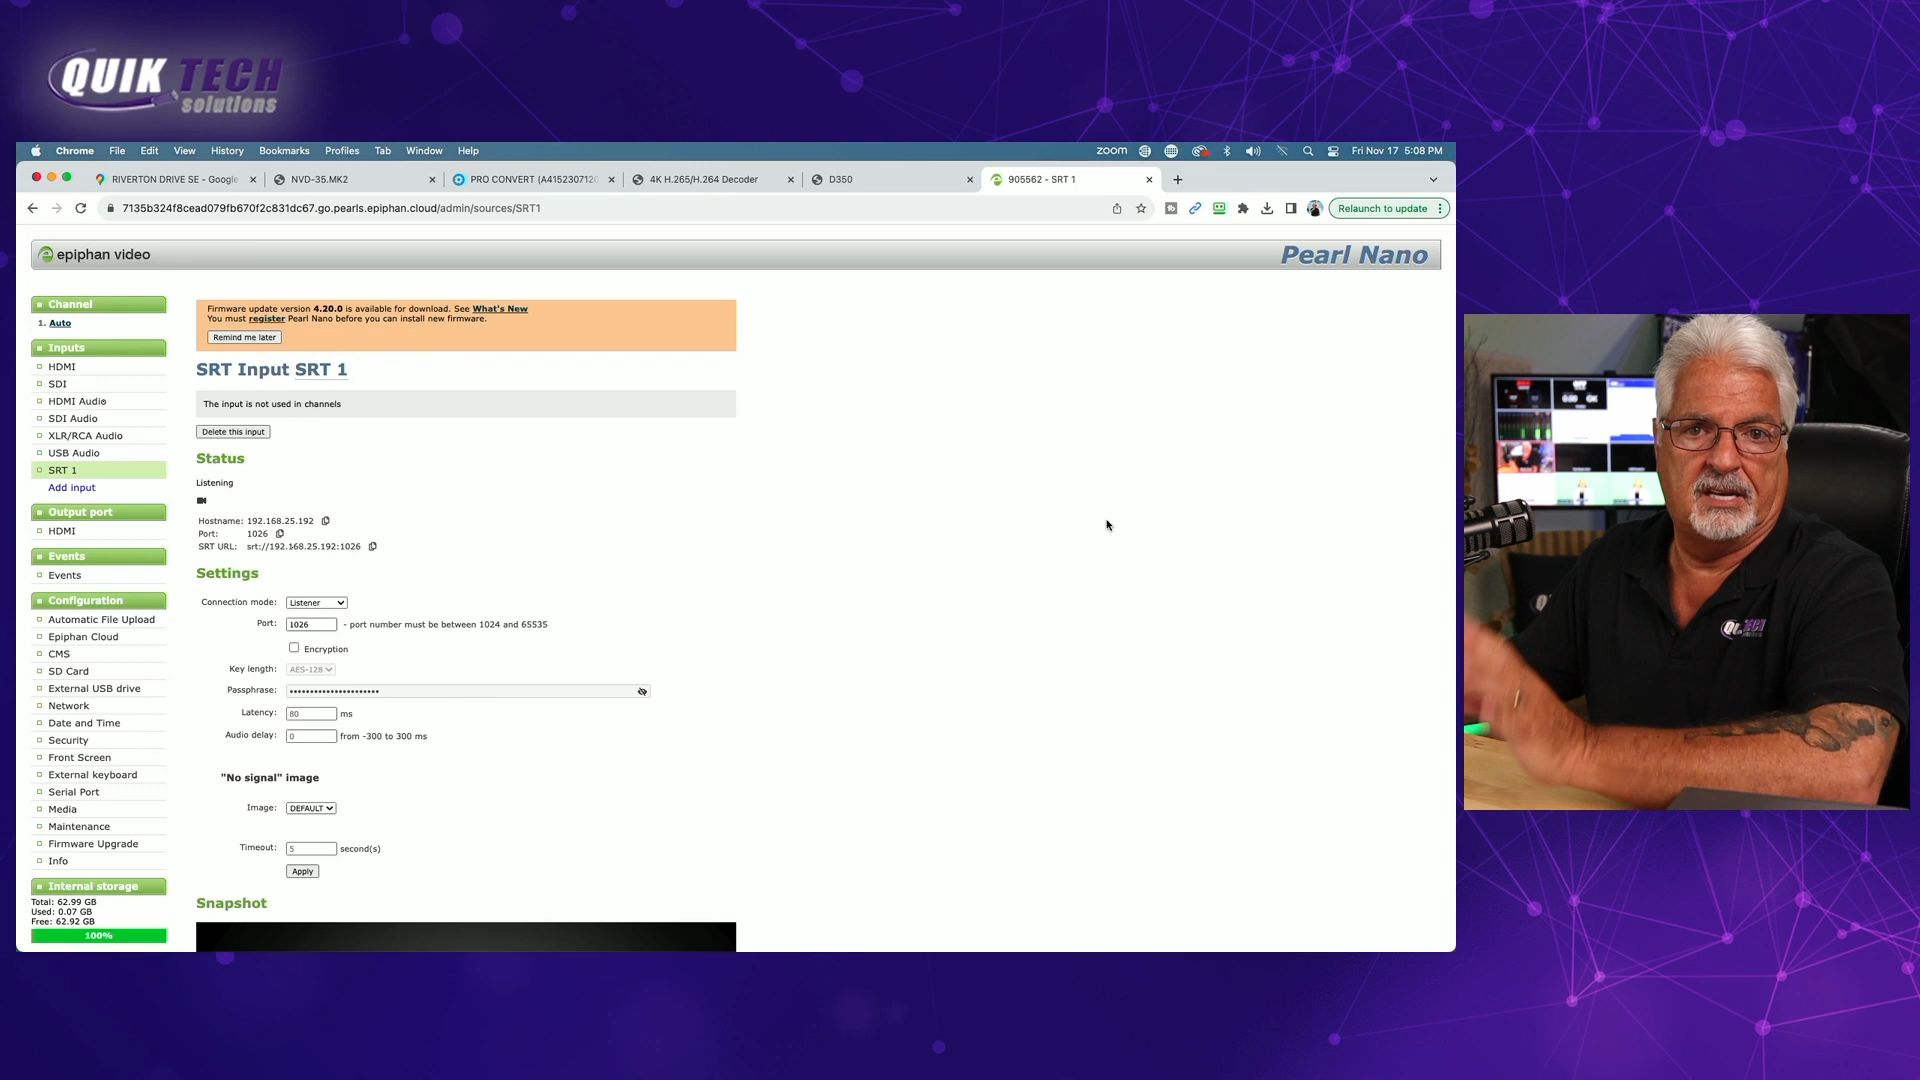 QUIK TECH
solutions
Chrome File Edit View History Bookmarks Profiles Tab Window Help
zoom Fri Nov 17 5:08 PM
RIVERTON DRIVE SE - Google
NVD-35.MK2
PRO CONVERT (A4152307120
4K H.265/H.264 Decoder
D350
905562 - SRT 1
7135b324f8cead079fb670f2c831dc67.go.pearls.epiphan.cloud/admin/sources/SRT1
Relaunch to update
epiphan video
Pearl Nano
Channel
1. Auto
Inputs
HDMI
SDI
HDMI Audio
SDI Audio
XLR/RCA Audio
USB Audio
SRT 1
Add input
Output port
HDMI
Events
Events
Configuration
Automatic File Upload
Epiphan Cloud
CMS
SD Card
External USB drive
Network
Date and Time
Security
Front Screen
External keyboard
Serial Port
Media
Maintenance
Firmware Upgrade
Info
Internal storage
Total: 62.99 GB
Used: 0.07 GB
Free: 62.92 GB
100%
Firmware update version 4.20.0 is available for download. See What's New
You must register Pearl Nano before you can install new firmware.
Remind me later
SRT Input SRT 1
The input is not used in channels
Delete this input
Status
Listening
Hostname: 192.168.25.192
Port: 1026
SRT URL: srt://192.168.25.192:1026
Settings
Connection mode: Listener
Port: 1026 - port number must be between 1024 and 65535
Encryption
Key length: AES-128
Passphrase: ••••••••••••••••••••••
Latency: 80 ms
Audio delay: 0 from -300 to 300 ms
"No signal" image
Image: DEFAULT
Timeout: 5 second(s)
Apply
Snapshot